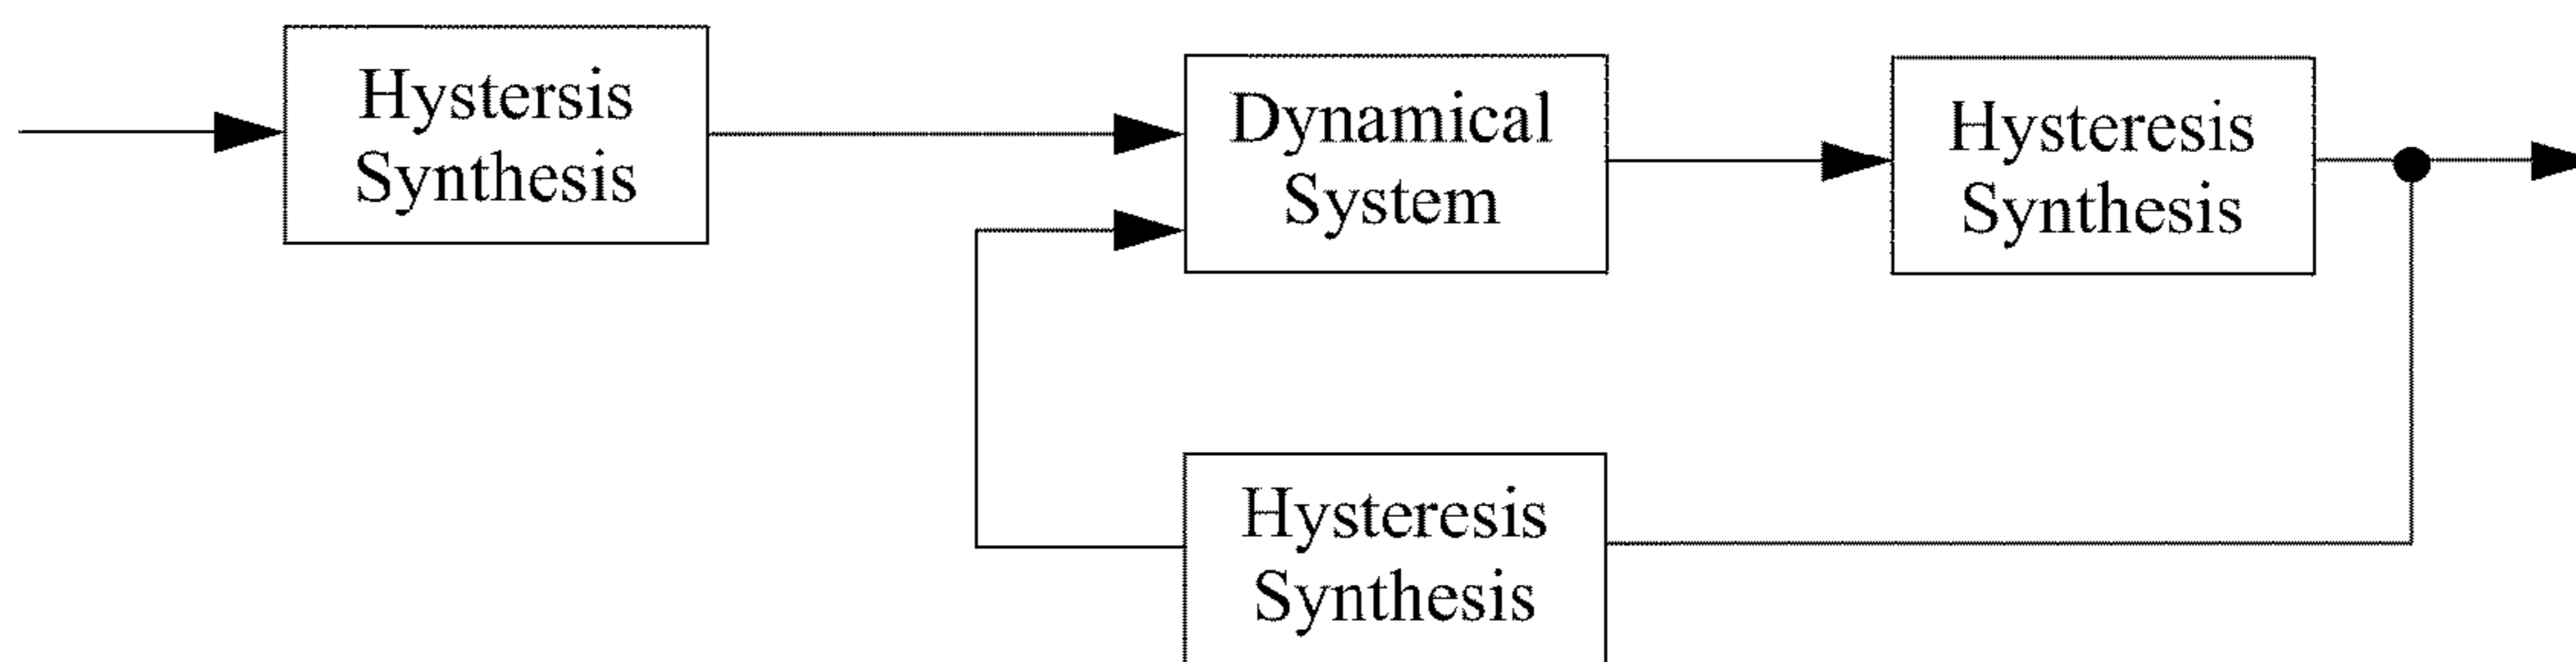 Hystersis
Synthesis
Dynamical
System
Hysteresis
Synthesis
Hysteresis
Synthesis